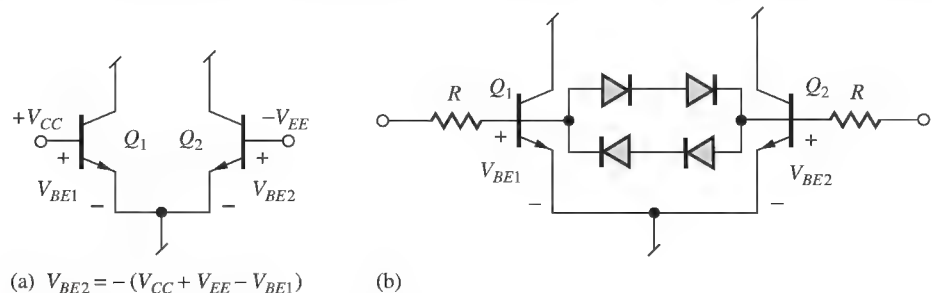 +V_CC
Q_1
Q_2
−V_EE
+
+
V_BE1
V_BE2
−
−
(a) V_BE2 = − (V_CC + V_EE − V_BE1)
R
Q_1
Q_2
R
+
+
V_BE1
V_BE2
−
−
(b)